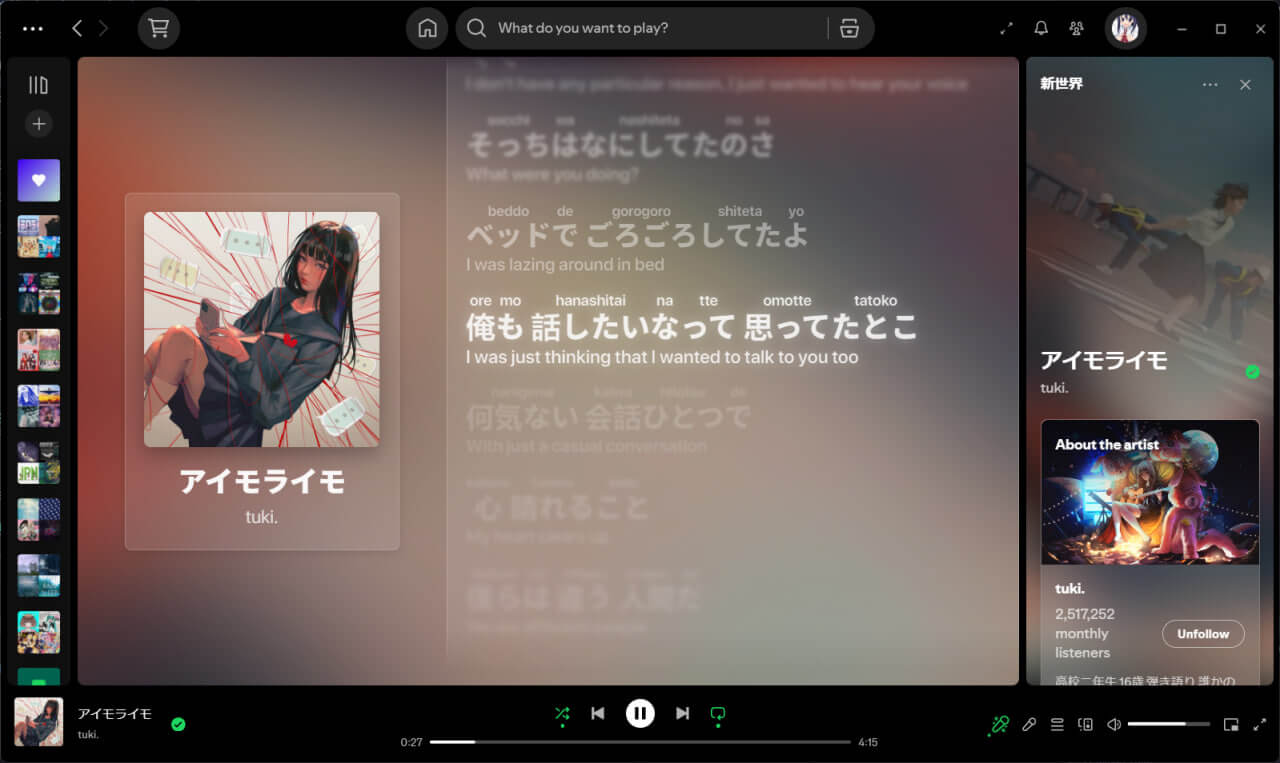 What do you want to play?
I don't have any particular reason, I just wanted to hear your voice
socchi wa nashiteta no sa
そっちはなにしてたのさ
What were you doing?
beddo de gorogoro shiteta yo
ベッドで ごろごろしてたよ
I was lazing around in bed
ore mo hanashitai na tte omotte tatoko
俺も 話したいなって 思ってたとこ
I was just thinking that I wanted to talk to you too
何気ない 会話ひとつで
With just a casual conversation
心 晴れること
My heart clears up
僕らは 違う 人間だ
アイモライモ
tuki.
新世界
アイモライモ
tuki.
About the artist
tuki.
2,517,252
monthly
listeners
Unfollow
高校二年生 16歳 弾き語り 誰かの
アイモライモ
tuki.
0:27
4:15